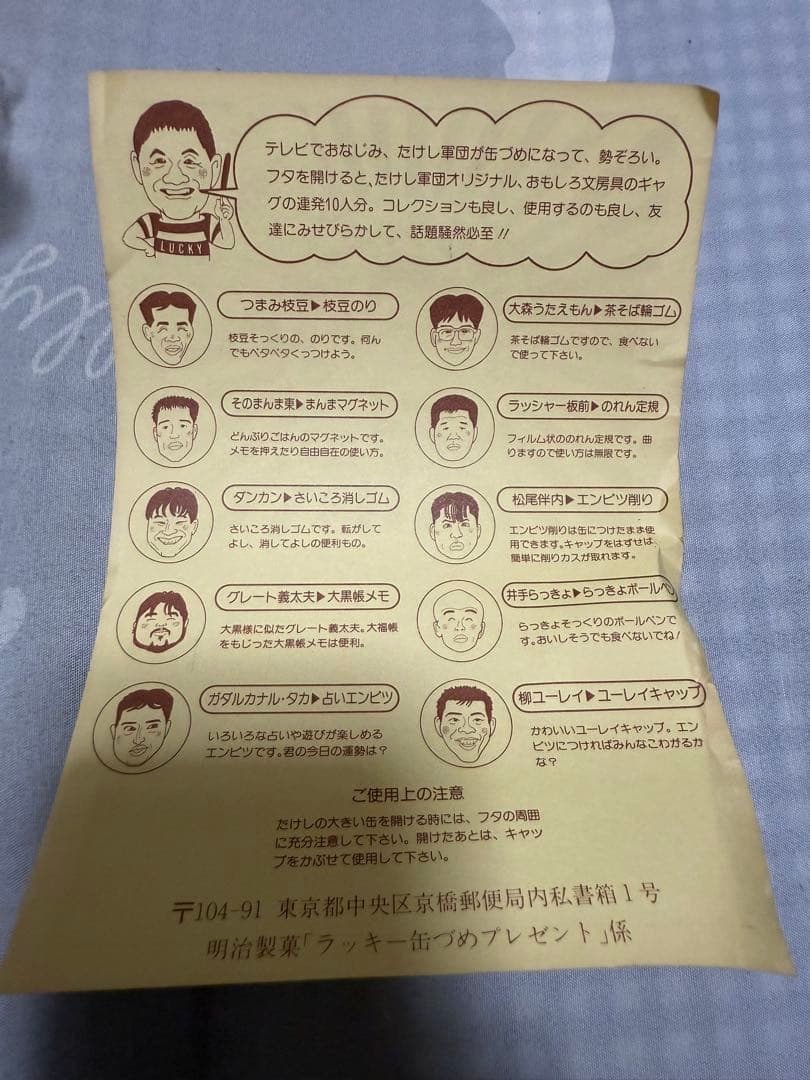 テレビでおなじみ、たけし軍団が缶づめになって、勢ぞろい。
フタを開けると、たけし軍団オリジナル、おもしろ文房具のギャ
グの連発10人分。コレクションも良し、使用するのも良し、友
達にみせびらかして、話題騒然必至!!
LUCKY
つまみ枝豆▶枝豆のり
枝豆そっくりの、のりです。何ん
でもペタペタくっつけよう。
大森うたえもん▶茶そば輪ゴム
茶そば輪ゴムですので、食べない
で使って下さい。
そのまんま東▶まんまマグネット
どんぶりごはんのマグネットです。
メモを押えたり自由自在の使い方。
ラッシャー板前▶のれん定規
フィルム状ののれん定規です。曲
りますので使い方は無限です。
ダンカン▶さいころ消しゴム
さいころ消しゴムです。転がして
よし、消してよしの便利もの。
松尾伴内▶エンピツ削り
エンピツ削りは缶につけたまま使
用できます。キャップをはずせば
簡単に削りカスが取れます。
グレート義太夫▶大黒帳メモ
大黒様に似たグレート義太夫。大福帳
をもじった大黒帳メモは便利。
井手らっきょ▶らっきょボールペン
らっきょそっくりのボールペンで
す。おいしそうでも食べないでね!
ガダルカナル・タカ▶占いエンピツ
いろいろな占いや遊びが楽しめる
エンピツです。君の今日の運勢は?
柳ユーレイ▶ユーレイキャップ
かわいいユーレイキャップ。エン
ピツにつければみんなこわがるか
な?
ご使用上の注意
たけしの大きい缶を開ける時には、フタの周囲
に充分注意して下さい。開けたあとは、キャッ
プをかぶせて使用して下さい。
〒104-91 東京都中央区京橋郵便局内私書箱1号
明治製菓「ラッキー缶づめプレゼント」係